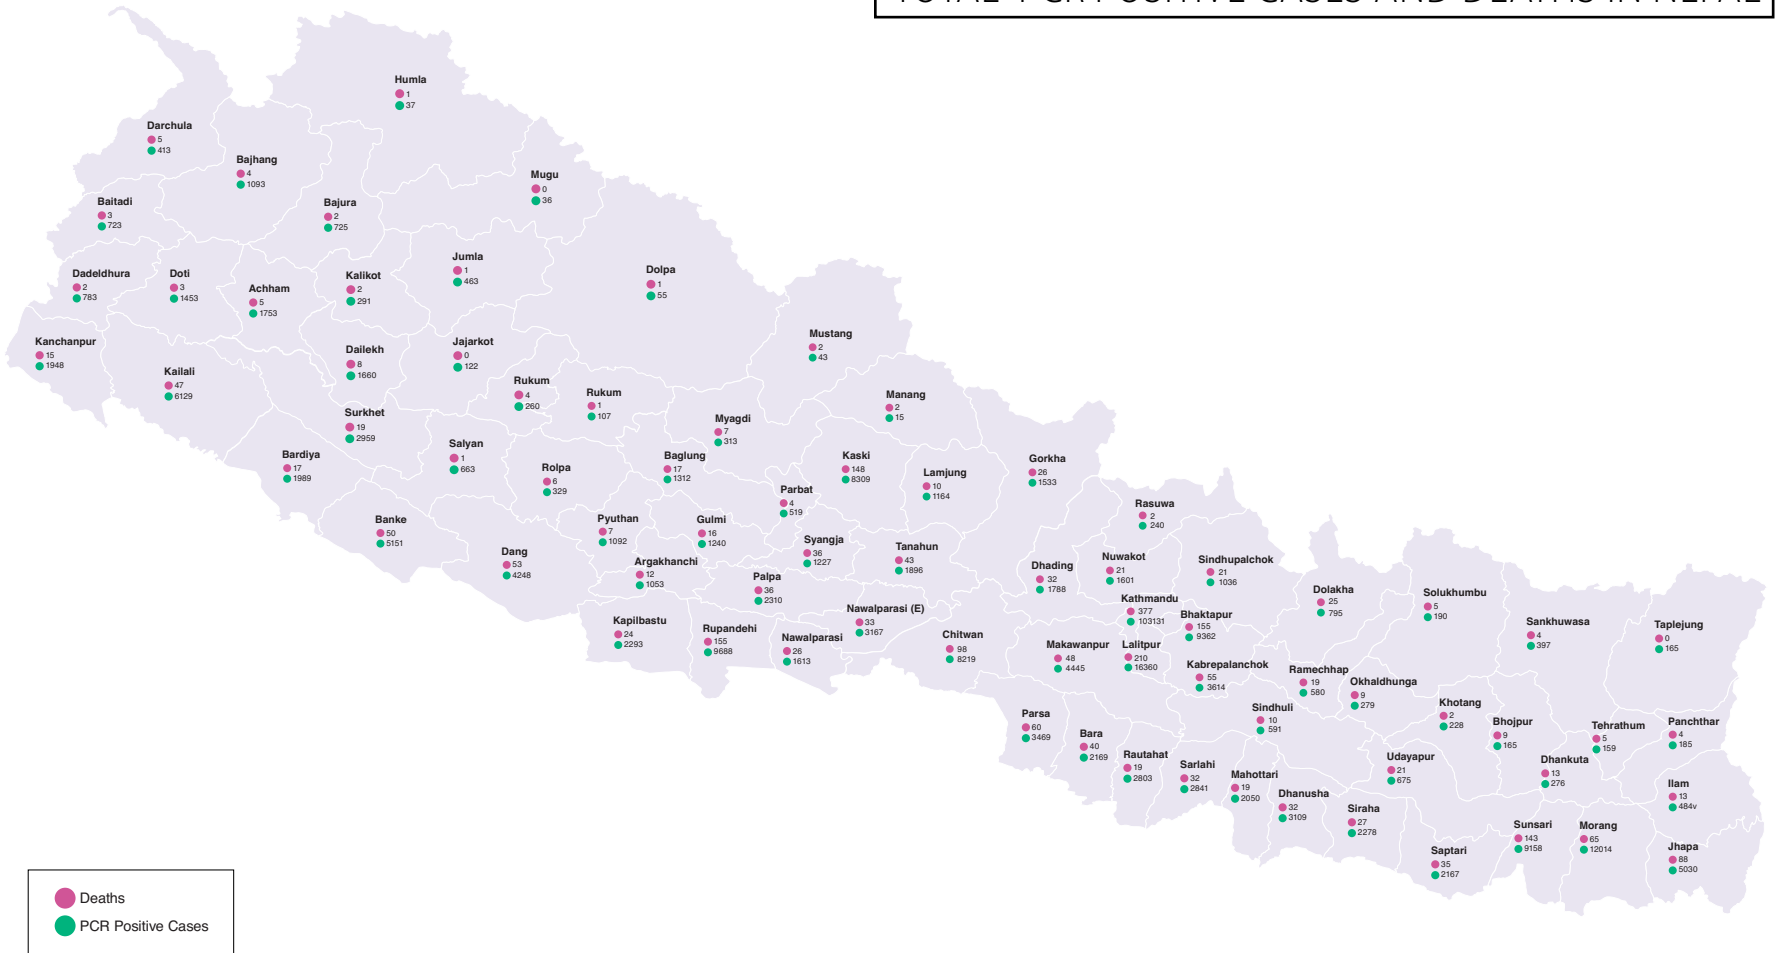 TOTAL PCR POSITIVE CASES AND DEATHS IN NEPAL
Humla
1
37
Darchula
5
413
Bajhang
4
1093
Mugu
0
36
Baitadi
3
723
Bajura
2
725
Jumla
1
463
Dolpa
1
55
Dadeldhura
2
783
Doti
3
1453
Achham
5
1753
Kalikot
2
291
Mustang
2
43
Kanchanpur
15
1948
Kailali
47
6129
Dailekh
8
1660
Jajarkot
0
122
Rukum
4
260
Rukum
1
107
Manang
2
15
Surkhet
19
2959
Myagdi
7
313
Salyan
1
663
Bardiya
17
1989
Rolpa
6
329
Baglung
17
1312
Kaski
148
8309
Lamjung
10
1164
Gorkha
26
1533
Parbat
4
519
Rasuwa
2
240
Banke
50
5151
Pyuthan
7
1092
Gulmi
16
1240
Syangja
36
1227
Tanahun
43
1896
Dang
53
4248
Argakhanchi
12
1053
Palpa
36
2310
Dhading
32
1788
Nuwakot
21
1601
Sindhupalchok
21
1036
Dolakha
25
795
Solukhumbu
5
190
Kathmandu
377
103131
Bhaktapur
155
9362
Sankhuwasa
4
397
Taplejung
0
165
Kapilbastu
24
2293
Rupandehi
155
9688
Nawalparasi
26
1613
Nawalparasi (E)
33
3167
Chitwan
98
8219
Makawanpur
48
4445
Lalitpur
210
16360
Kabrepalanchok
55
3614
Ramechhap
19
580
Okhaldhunga
9
279
Khotang
2
228
Bhojpur
9
165
Tehrathum
5
159
Panchthar
4
185
Parsa
60
3469
Bara
40
2169
Rautahat
19
2803
Sindhuli
10
591
Sarlahi
32
2841
Mahottari
19
2050
Dhanusha
32
3109
Udayapur
21
675
Dhankuta
13
276
Ilam
13
484v
Siraha
27
2278
Saptari
35
2167
Sunsari
143
9158
Morang
65
12014
Jhapa
88
5030
Deaths
PCR Positive Cases